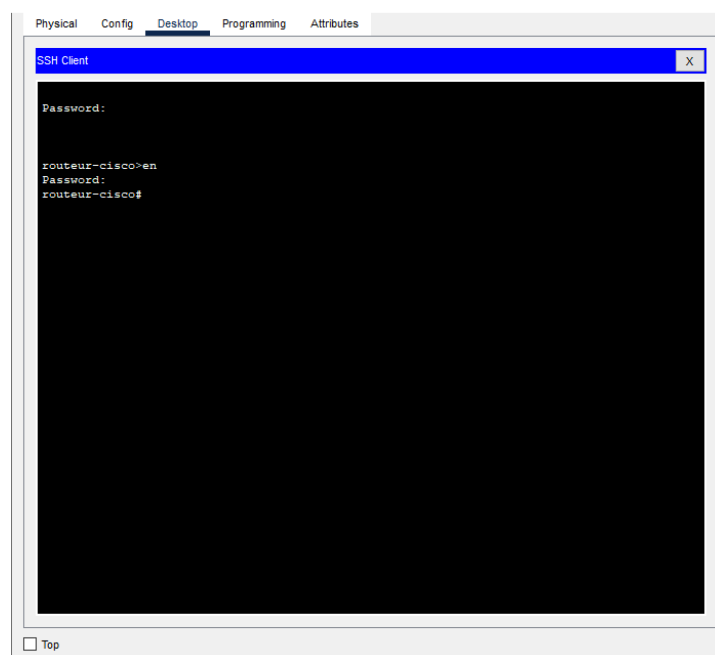 Physical Config Desktop Programming Attributes
SSH Client X
Password:
routeur-cisco>en
Password:
routeur-cisco#
Top